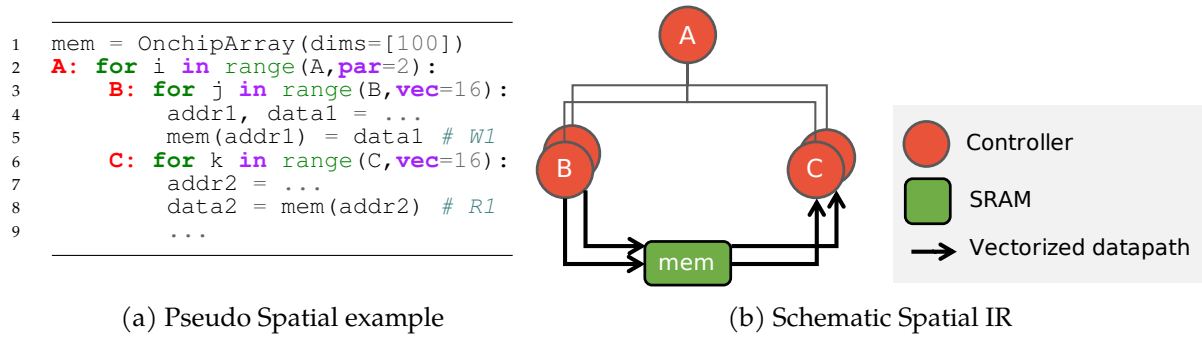 1 mem = OnchipArray(dims=[100])
2 A: for i in range(A,par=2):
3     B: for j in range(B,vec=16):
4         addr1, data1 = ...
5         mem(addr1) = data1 # W1
6     C: for k in range(C,vec=16):
7         addr2 = ...
8         data2 = mem(addr2) # R1
9         ...
(a) Pseudo Spatial example
A
B
C
mem
Controller
SRAM
Vectorized datapath
(b) Schematic Spatial IR